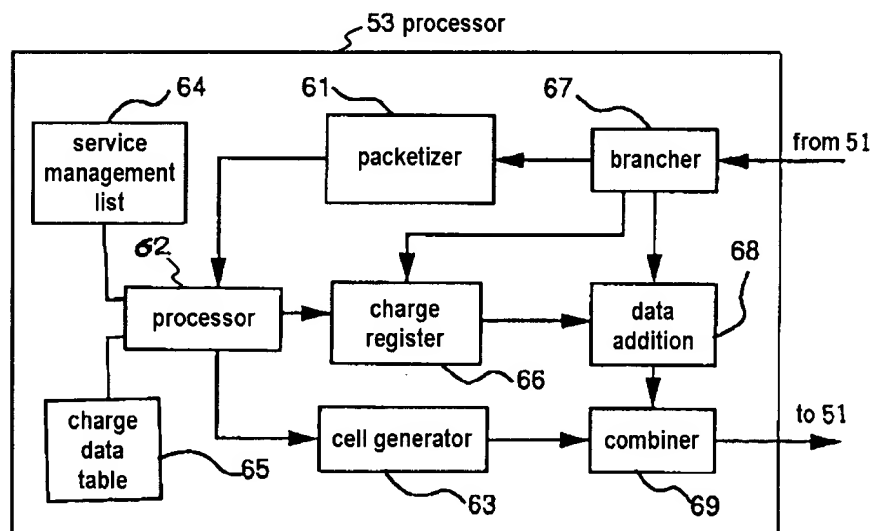 53 processor
64
61
67
service
management
list
packetizer
brancher
from 51
62
68
processor
charge
register
data
addition
66
charge
data
table
65
cell generator
63
combiner
69
to 51